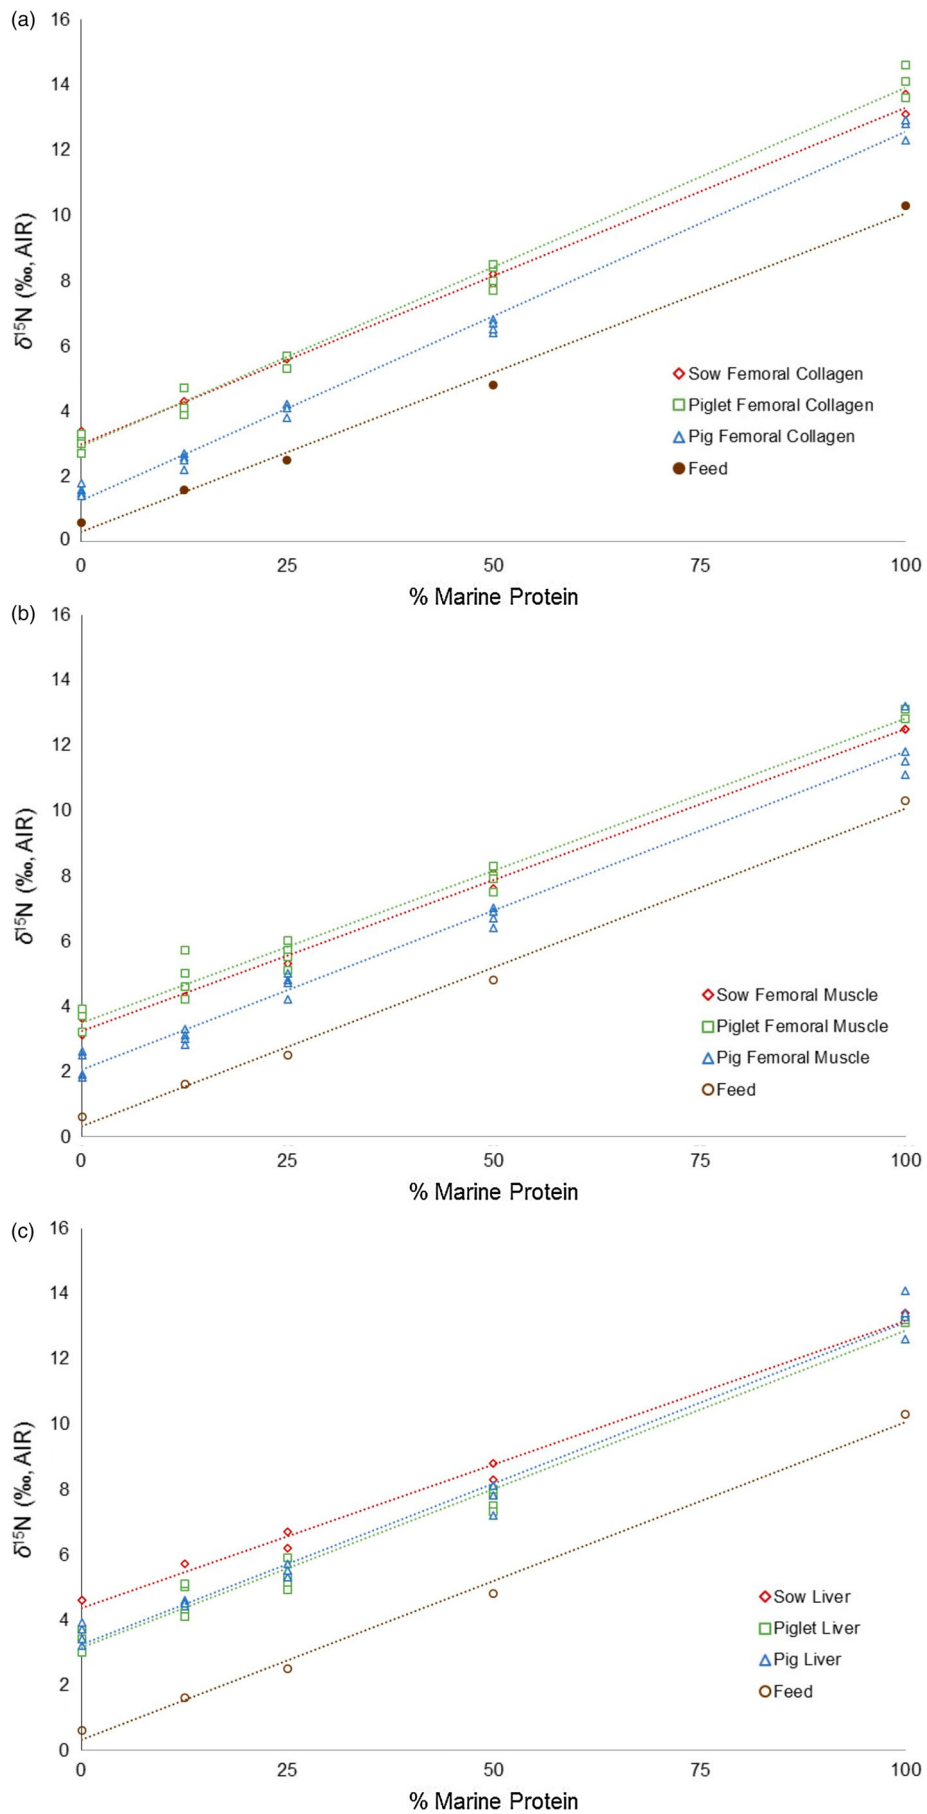 (a)
16
14
12
10
8
6
4
2
0
δ¹⁵N (‰, AIR)
Sow Femoral Collagen
Piglet Femoral Collagen
Pig Femoral Collagen
Feed
0 25 50 75 100
% Marine Protein
(b)
16
14
12
10
8
6
4
2
0
δ¹⁵N (‰, AIR)
Sow Femoral Muscle
Piglet Femoral Muscle
Pig Femoral Muscle
Feed
0 25 50 75 100
% Marine Protein
(c)
16
14
12
10
8
6
4
2
0
δ¹⁵N (‰, AIR)
Sow Liver
Piglet Liver
Pig Liver
Feed
0 25 50 75 100
% Marine Protein